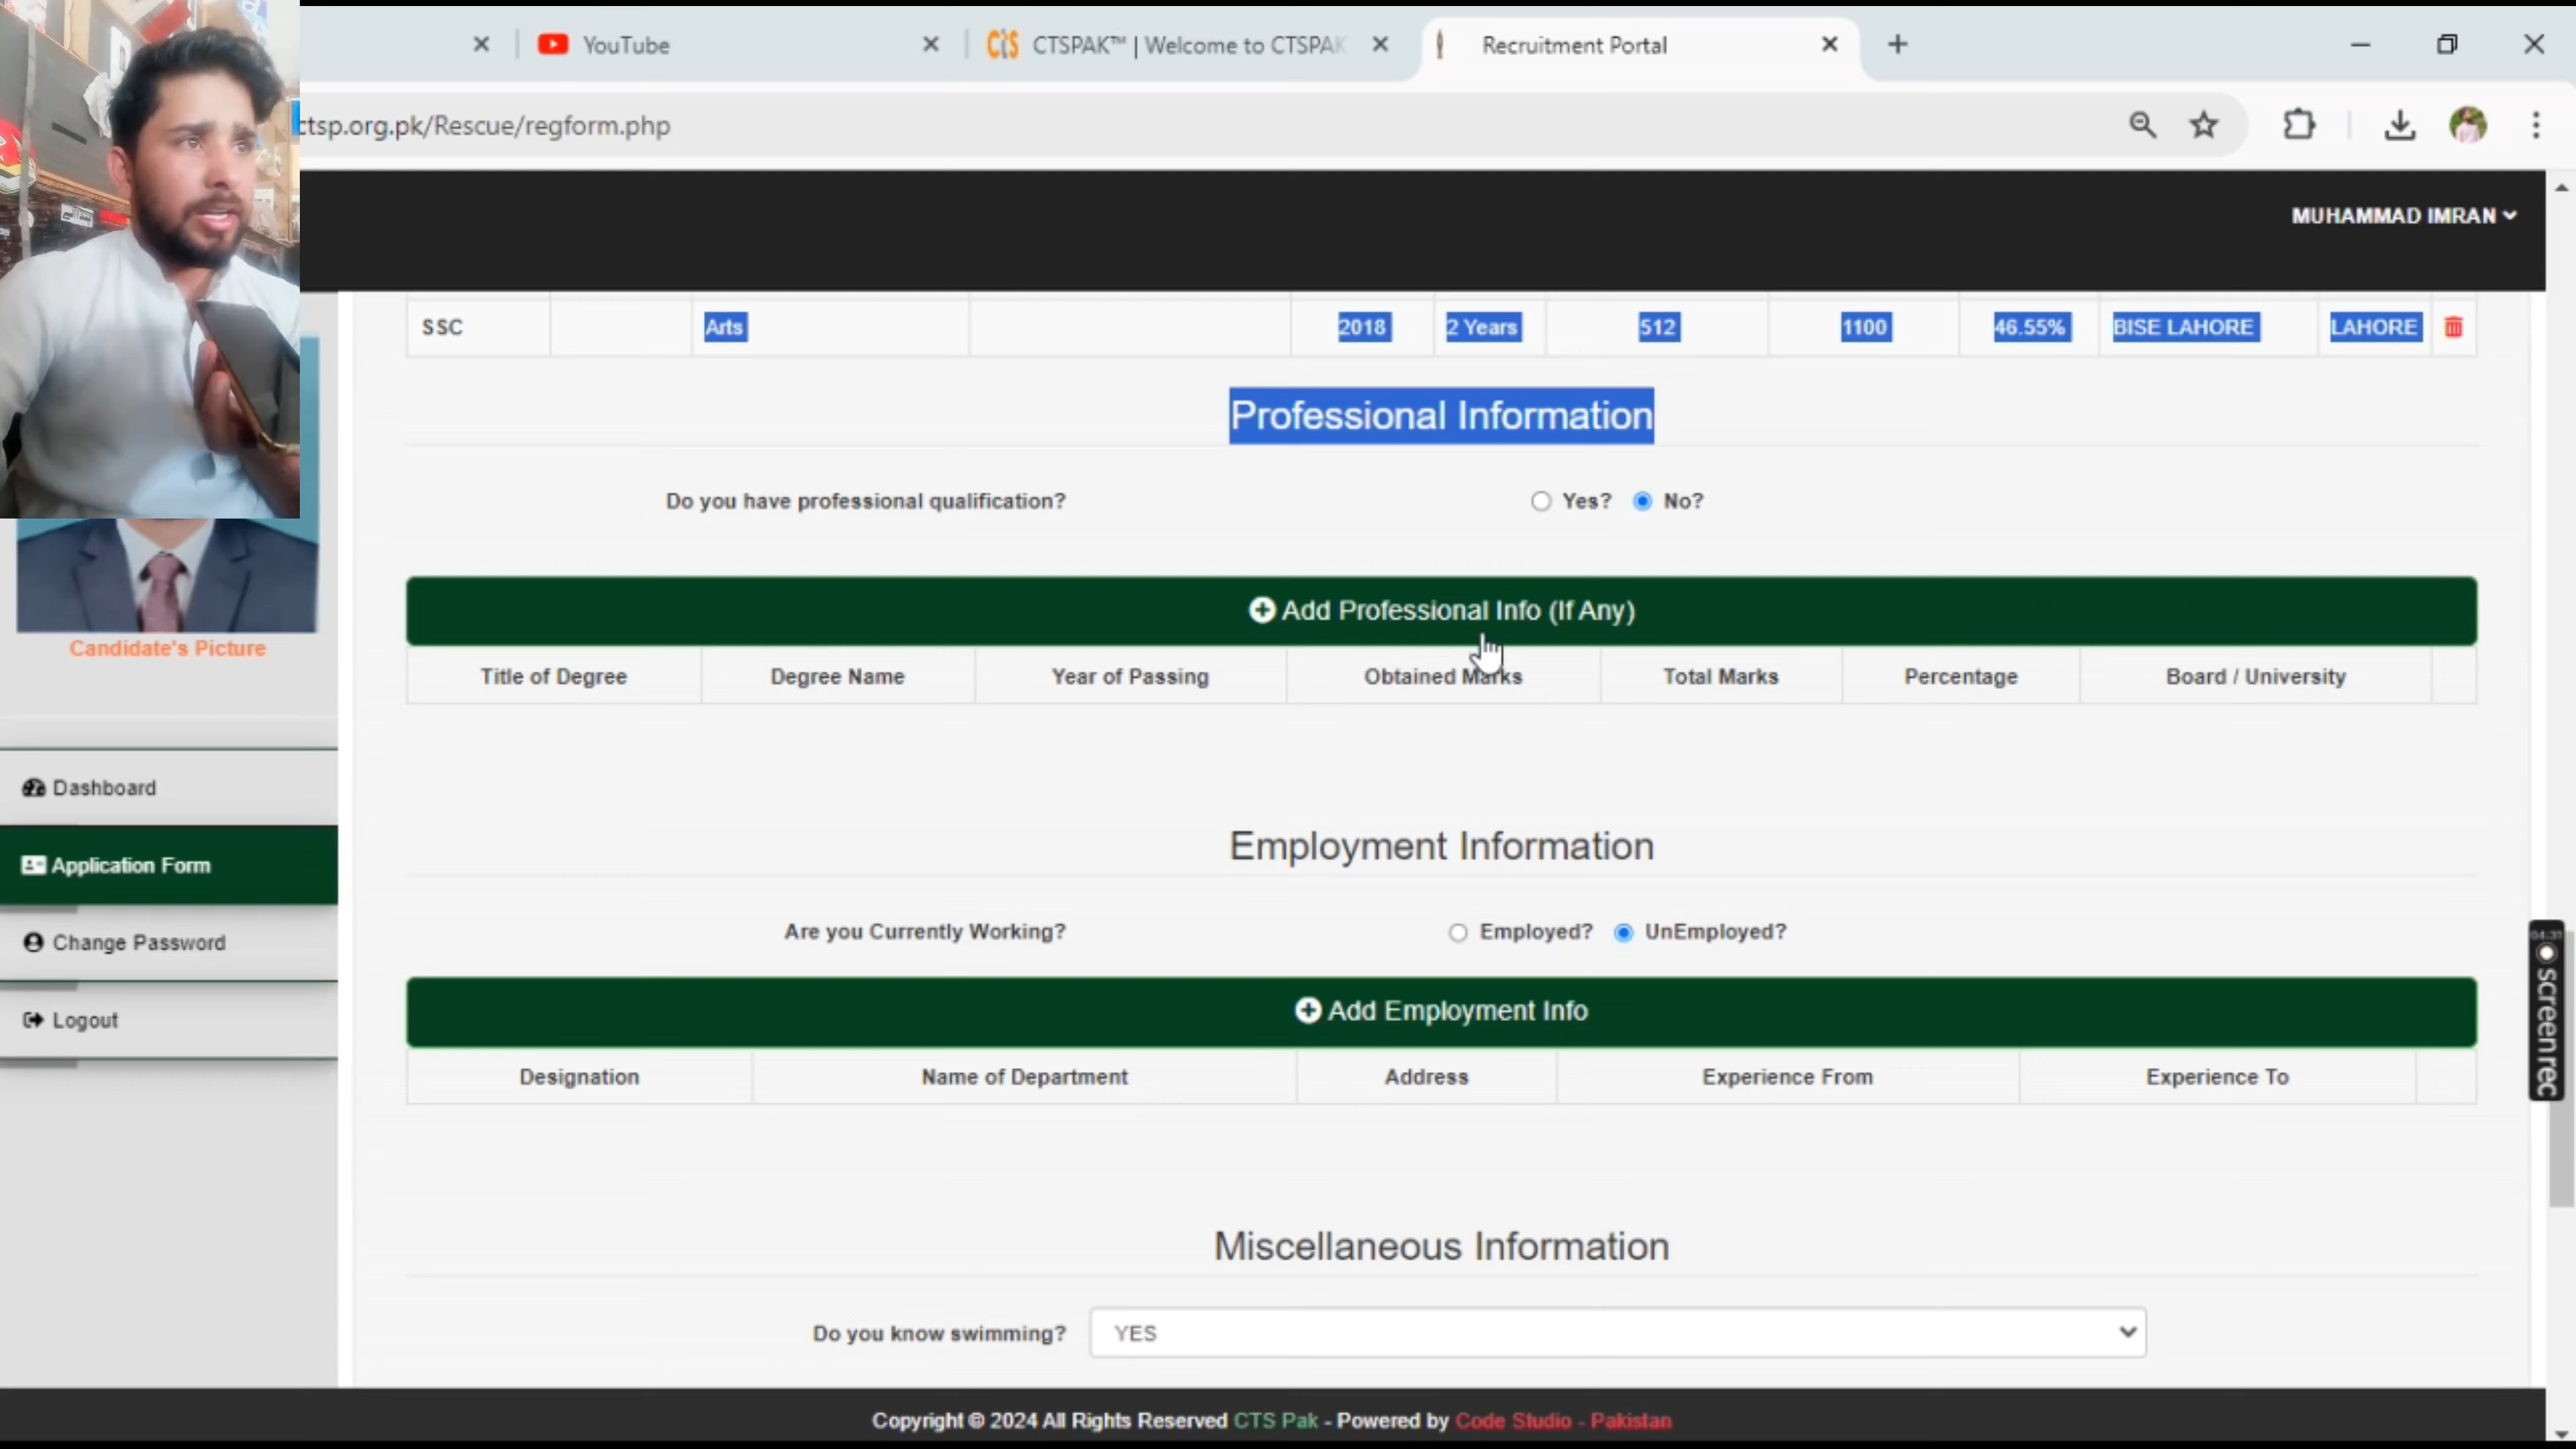 YouTube
CTSPAK™ | Welcome to CTSPAK
Recruitment Portal
ctsp.org.pk/Rescue/regform.php
MUHAMMAD IMRAN
SSC Arts 2018 2 Years 512 1100 46.55% BISE LAHORE LAHORE
Professional Information
Do you have professional qualification? Yes? No?
Add Professional Info (If Any)
Title of Degree Degree Name Year of Passing Obtained Marks Total Marks Percentage Board / University
Candidate's Picture
Dashboard
Application Form
Change Password
Logout
Employment Information
Are you Currently Working? Employed? UnEmployed?
Add Employment Info
Designation Name of Department Address Experience From Experience To
Miscellaneous Information
Do you know swimming? YES
04:31
screenrec
Copyright © 2024 All Rights Reserved CTS Pak - Powered by Code Studio - Pakistan